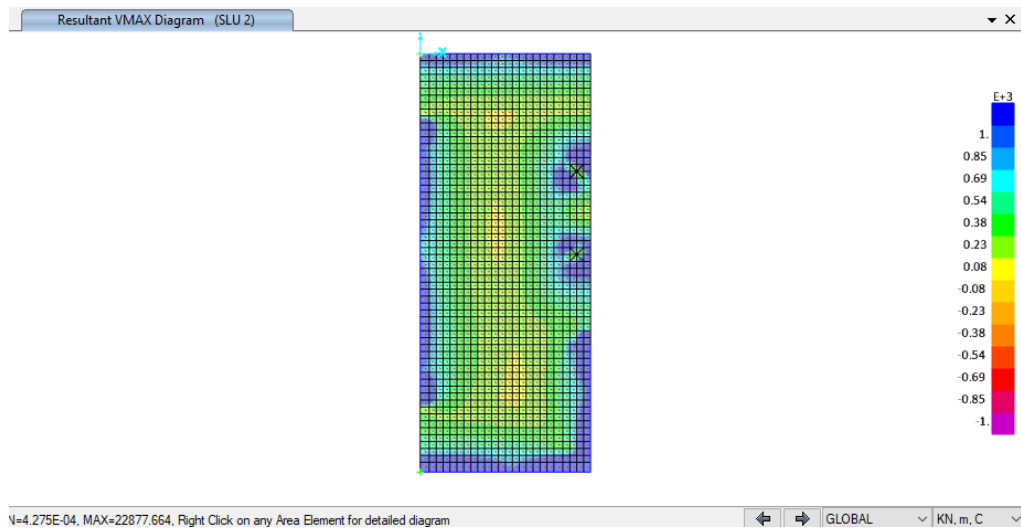 Resultant VMAX Diagram (SLU 2)
X
E+3
1.
0.85
0.69
0.54
0.38
0.23
0.08
-0.08
-0.23
-0.38
-0.54
-0.69
-0.85
-1.
N=4.275E-04, MAX=22877.664, Right Click on any Area Element for detailed diagram
GLOBAL
KN, m, C